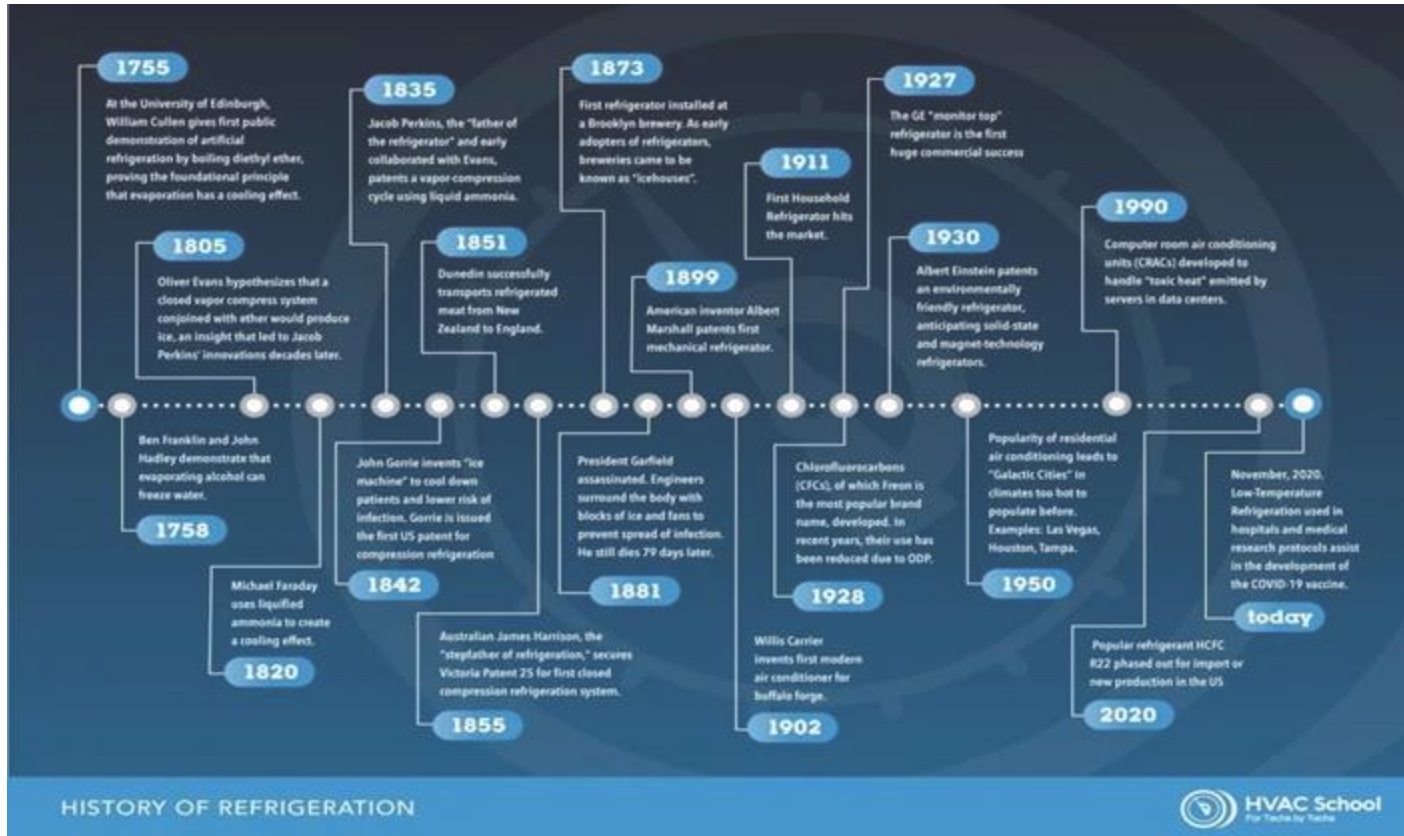 1755
At the University of Edinburgh,
William Cullen gives first public
demonstration of artificial
refrigeration by boiling diethyl ether,
proving the foundational principle
that evaporation has a cooling effect.
1805
Oliver Evans hypothesizes that a
closed vapor compress system
conjoined with ether would produce
ice, an insight that led to Jacob
Perkins' innovations decades later.
1835
Jacob Perkins, the "father of
the refrigerator" and early
collaborated with Evans,
patents a vapor-compression
cycle using liquid ammonia.
1851
Dunedin successfully
transports refrigerated
meat from New
Zealand to England.
1873
First refrigerator installed at
a Brooklyn brewery. As early
adopters of refrigerators,
breweries came to be
known as "icehouses".
1899
American inventor Albert
Marshall patents first
mechanical refrigerator.
1911
First Household
Refrigerator hits
the market.
1927
The GE "monitor top"
refrigerator is the first
huge commercial success
1930
Albert Einstein patents
an environmentally
friendly refrigerator,
anticipating solid-state
and magnet-technology
refrigerators.
1990
Computer room air conditioning
units (CRACs) developed to
handle "toxic heat" emitted by
servers in data centers.
Ben Franklin and John
Hadley demonstrate that
evaporating alcohol can
freeze water.
1758
Michael Faraday
uses liquified
ammonia to create
a cooling effect.
1820
John Gorrie invents "ice
machine" to cool down
patients and lower risk of
infection. Gorrie is issued
the first US patent for
compression refrigeration
1842
Australian James Harrison, the
"stepfather of refrigeration," secures
Victoria Patent 25 for first closed
compression refrigeration system.
1855
President Garfield
assassinated. Engineers
surround the body with
blocks of ice and fans to
prevent spread of infection.
He still dies 79 days later.
1881
Willis Carrier
invents first modern
air conditioner for
buffalo forge.
1902
Chlorofluorocarbons
(CFCs), of which Freon is
the most popular brand
name, developed. In
recent years, their use has
been reduced due to ODP.
1928
Popularity of residential
air conditioning leads to
"Galactic Cities" in
climates too hot to
populate before.
Examples: Las Vegas,
Houston, Tampa.
1950
Popular refrigerant HCFC
R22 phased out for import or
new production in the US
2020
November, 2020.
Low-Temperature
Refrigeration used in
hospitals and medical
research protocols assist
in the development of
the COVID-19 vaccine.
today
HISTORY OF REFRIGERATION
HVAC School
For Techs by Techs